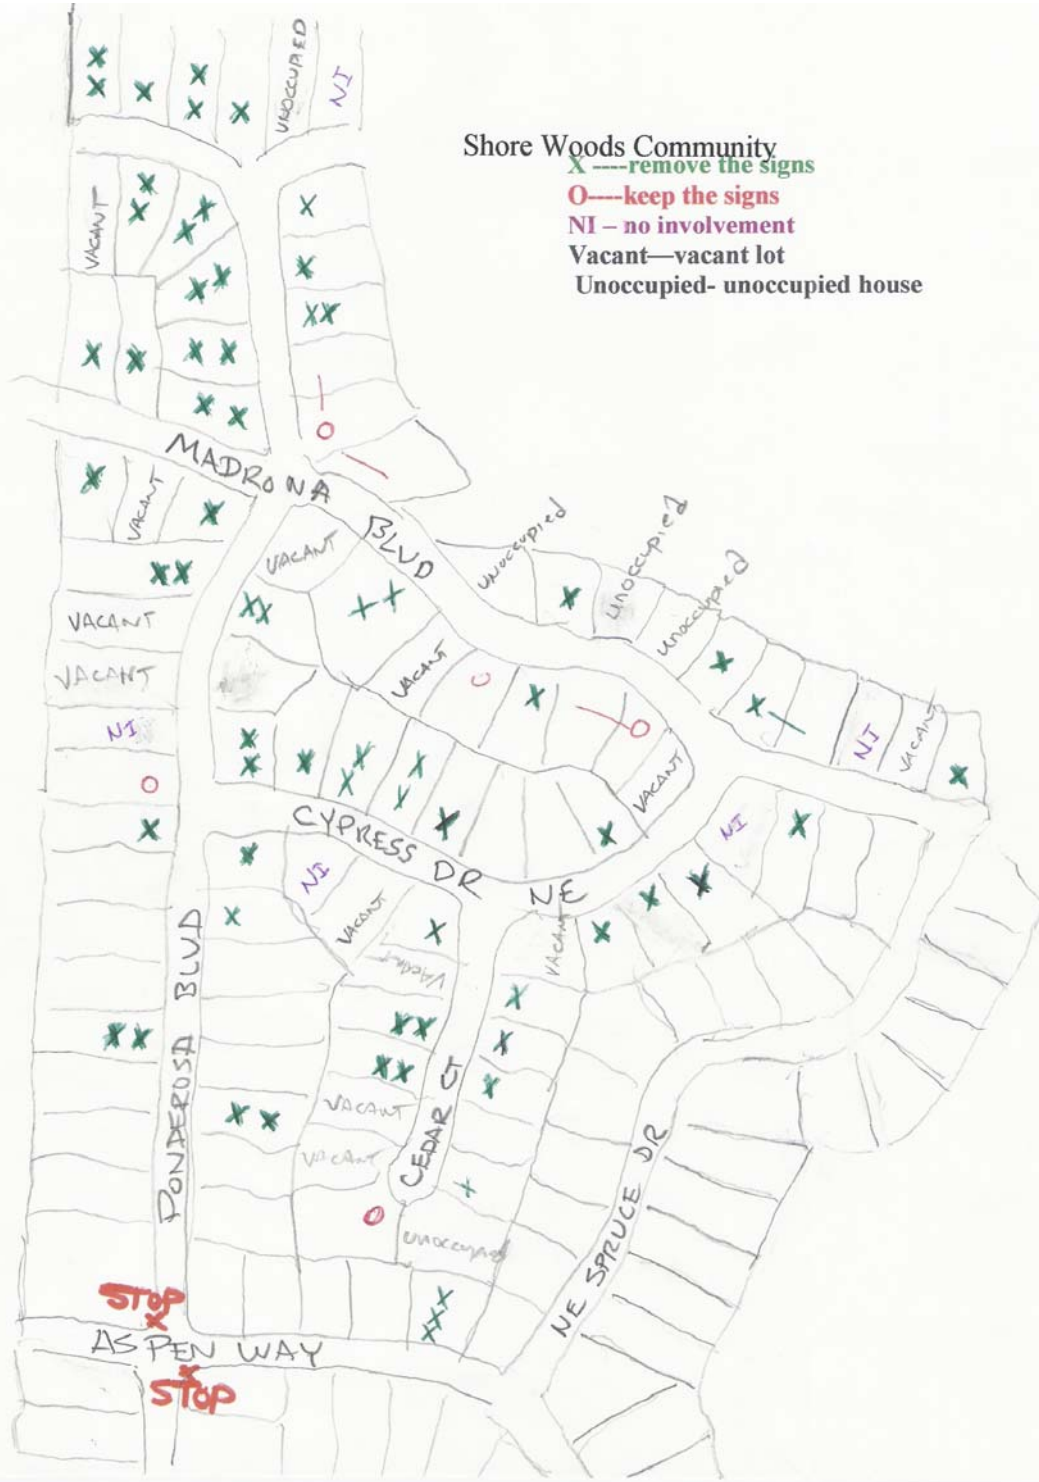 UNOCCUPIED
NI
X X
X
X X
X
Shore Woods Community
X ----remove the signs
O----keep the signs
NI – no involvement
Vacant—vacant lot
Unoccupied- unoccupied house
VACANT
X X
X X
X X
X
X
X X
X
X
X X
X X
O
MADRONA BLVD
X
VACANT
X
X X
VACANT
VACANT
NI
O
X
VACANT
X X
X X
VACANT
O
X
O
VACANT
Unoccupied
X
Unoccupied
Unoccupied
X
X
NI
VACANT
X
X X
X
X X
X X
X
X
CYPRESS DR NE
NI
X
X
X
X
VACANT
X
NI
VACANT
X
VACANT
X
X X
X X
VACANT
VACANT
O
CEDAR CT
X
X
X
X
Unoccupied
X X X
X X
X X
PONDEROSA BLVD
NE SPRUCE DR
STOP
X
ASPEN WAY
X
STOP